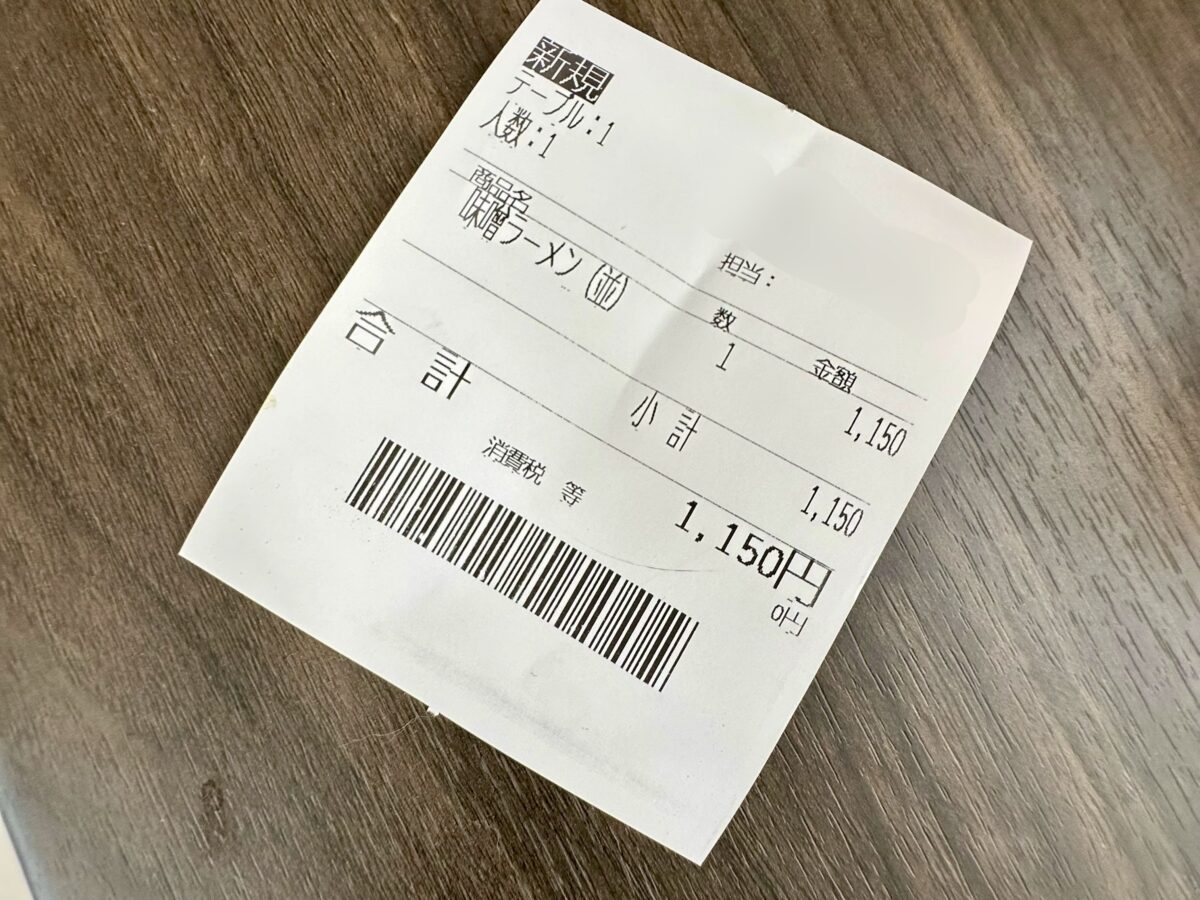 新規
テーブル:1
人数:1
担当:
商品名 数 金額
味噌ラーメン(並) 1 1,150
小計 1,150
合計 1,150円
消費税 等 0円